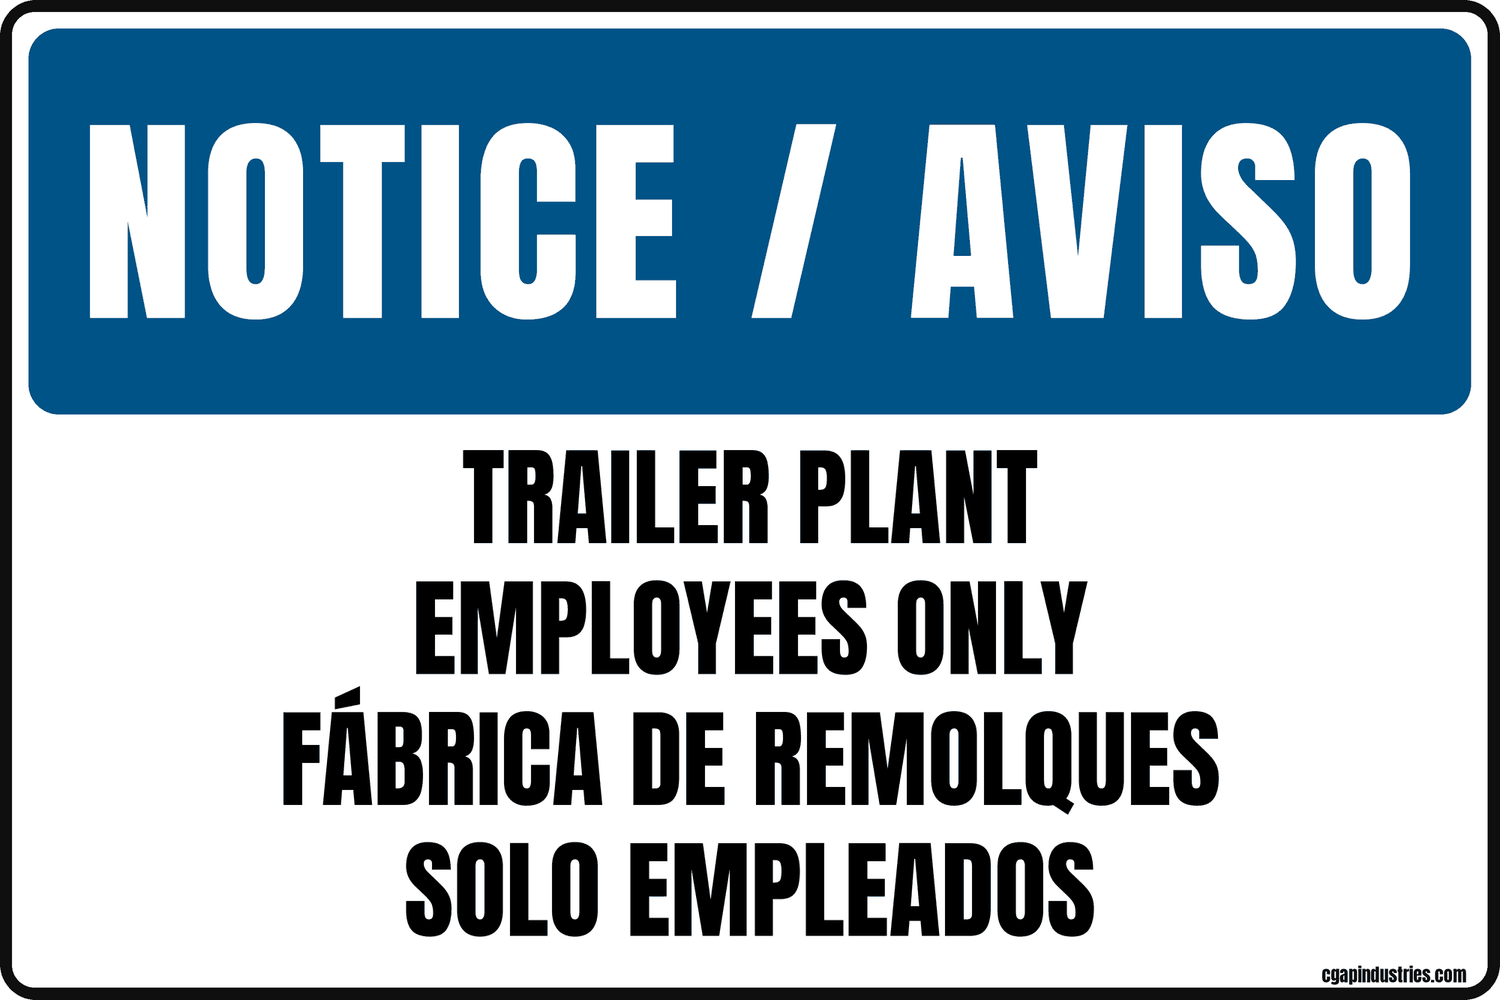 NOTICE / AVISO
TRAILER PLANT
EMPLOYEES ONLY
FÁBRICA DE REMOLQUES
SOLO EMPLEADOS
cgapindustries.com